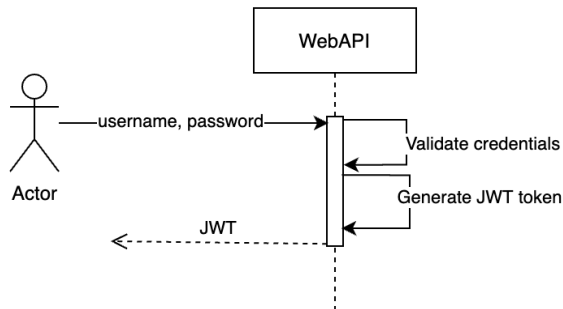 WebAPI
username, password
Validate credentials
Actor
Generate JWT token
JWT